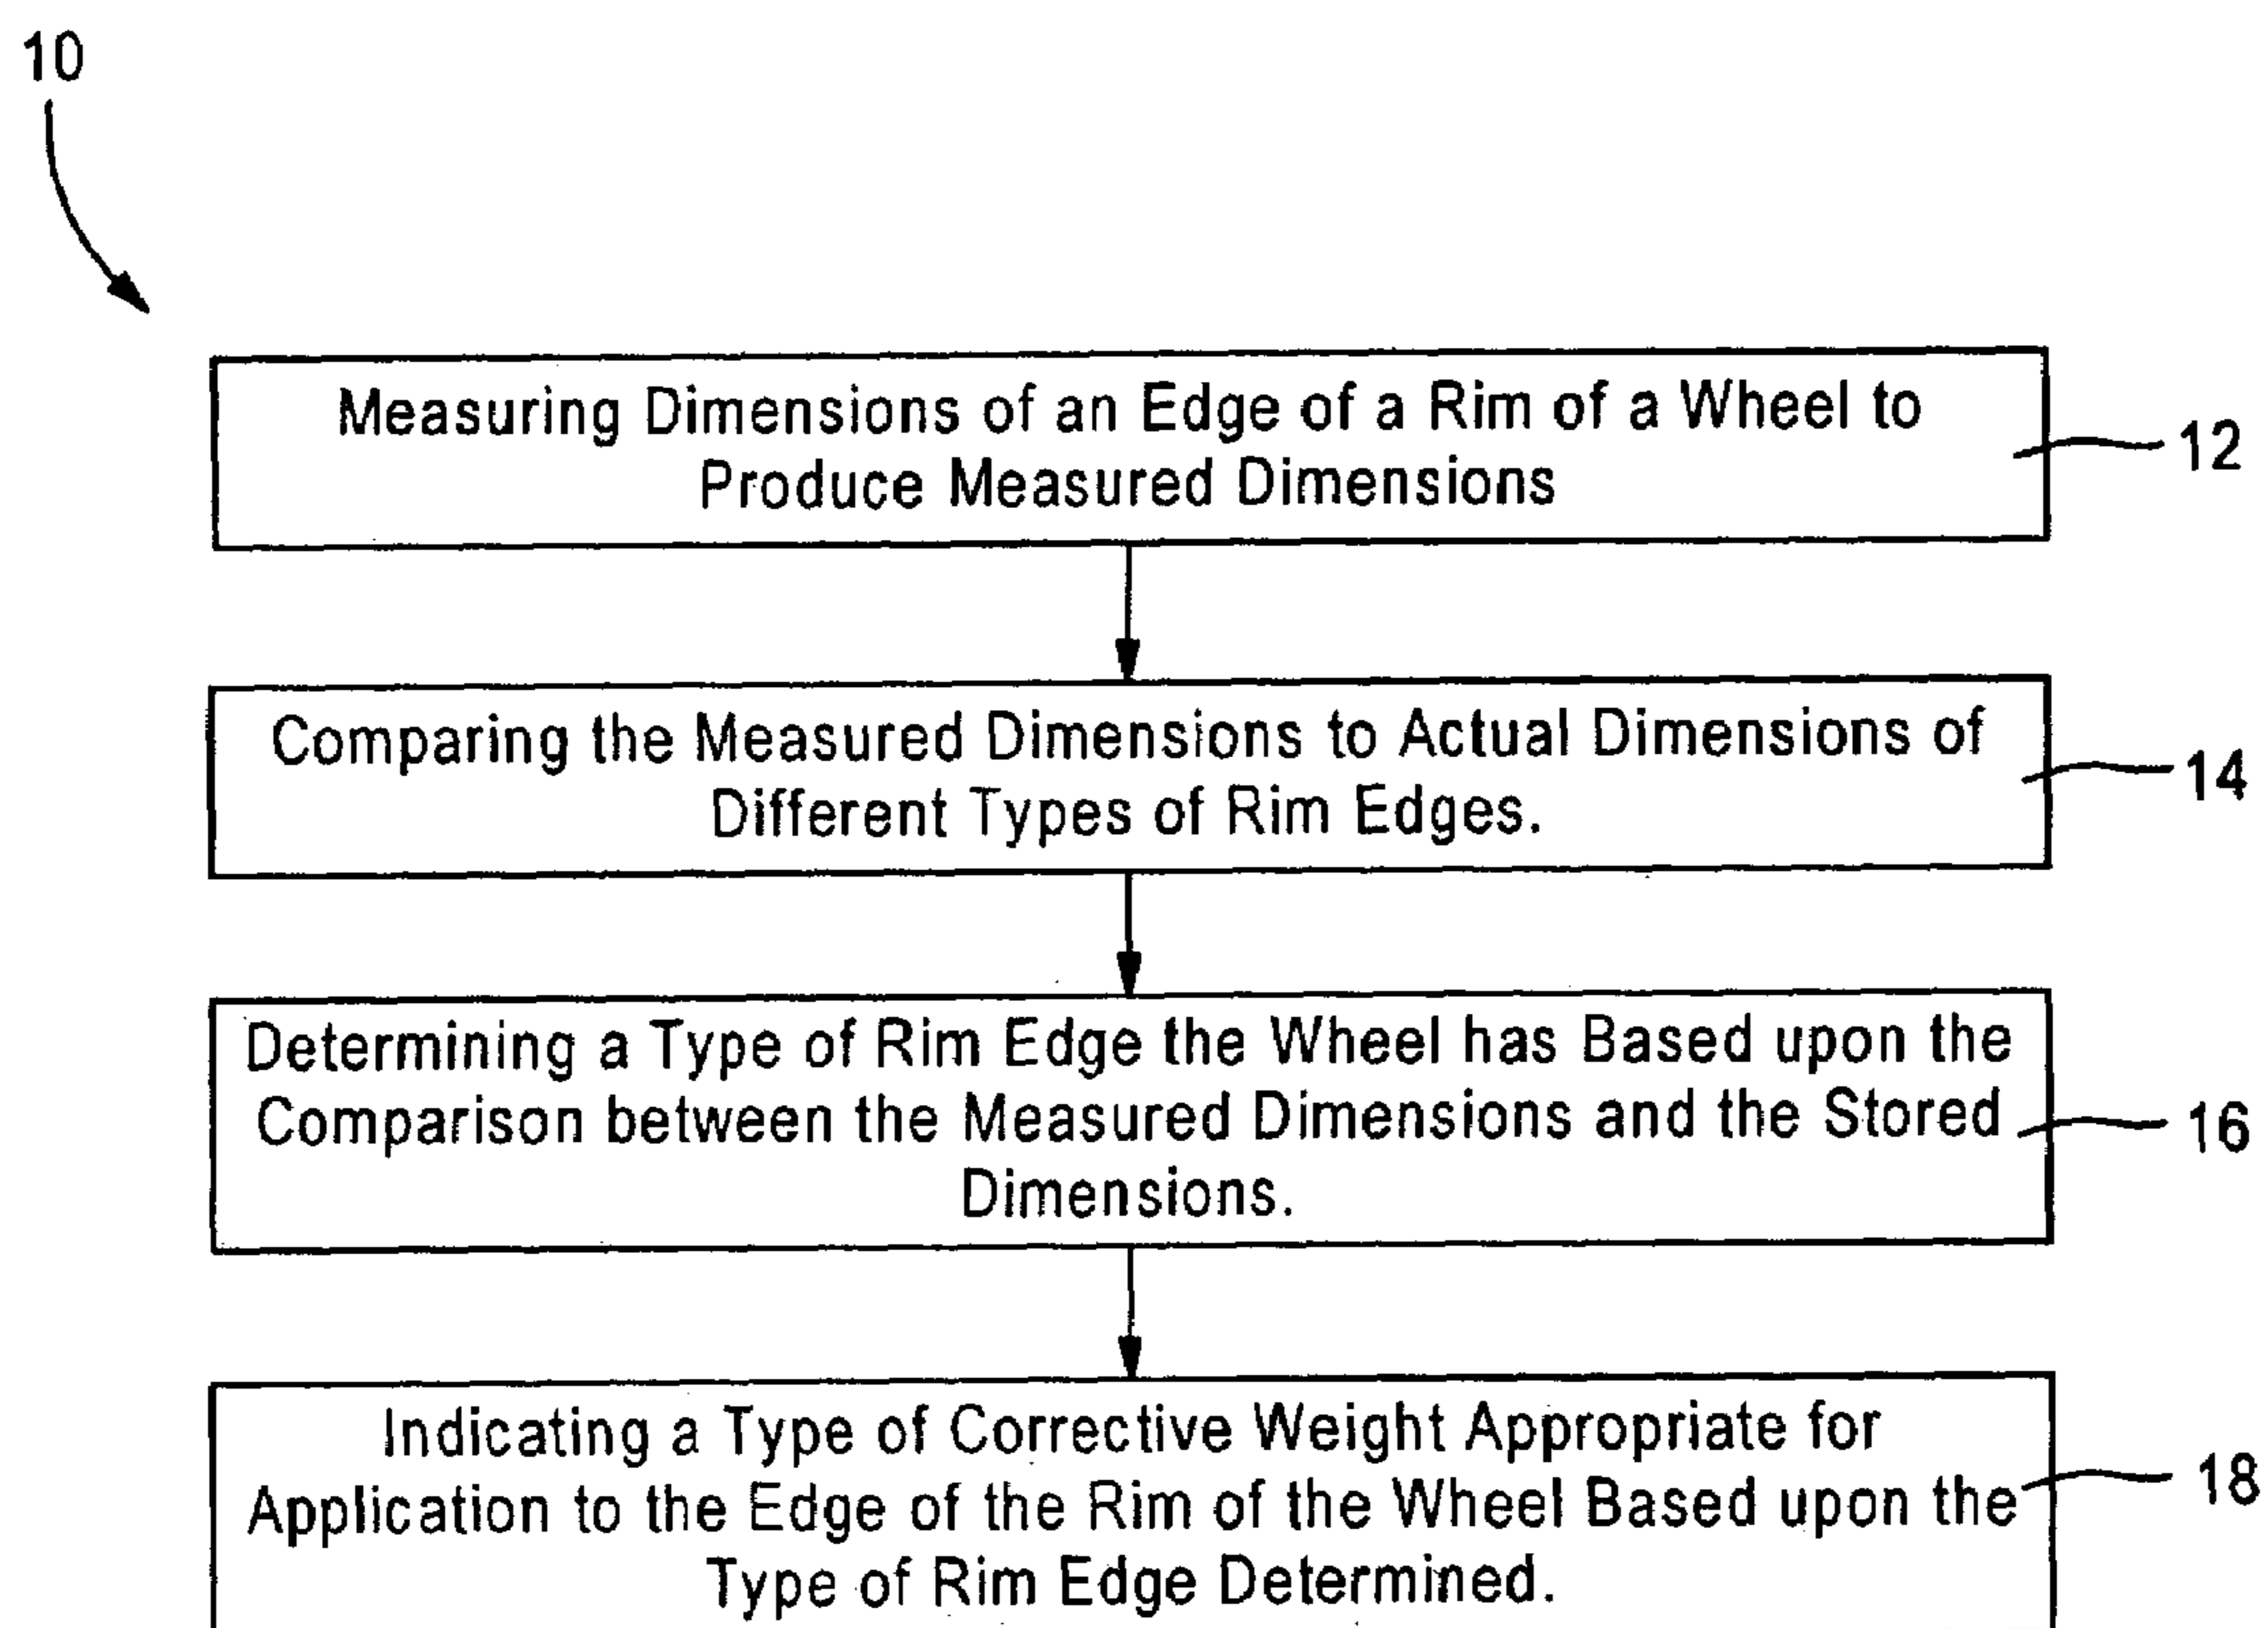 10
Measuring Dimensions of an Edge of a Rim of a Wheel to
Produce Measured Dimensions
12
Comparing the Measured Dimensions to Actual Dimensions of
Different Types of Rim Edges.
14
Determining a Type of Rim Edge the Wheel has Based upon the
Comparison between the Measured Dimensions and the Stored
Dimensions.
16
Indicating a Type of Corrective Weight Appropriate for
Application to the Edge of the Rim of the Wheel Based upon the
Type of Rim Edge Determined.
18